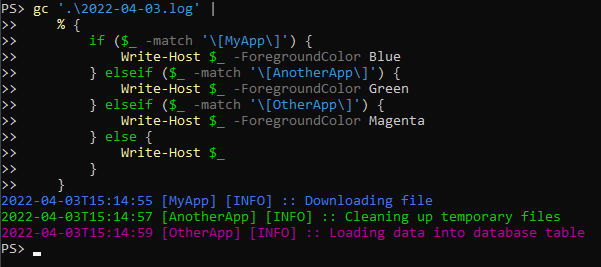 PS> gc '.\2022-04-03.log' |
>>     % {
>>         if ($_ -match '\[MyApp\]') {
>>             Write-Host $_ -ForegroundColor Blue
>>         } elseif ($_ -match '\[AnotherApp\]') {
>>             Write-Host $_ -ForegroundColor Green
>>         } elseif ($_ -match '\[OtherApp\]') {
>>             Write-Host $_ -ForegroundColor Magenta
>>         } else {
>>             Write-Host $_
>>         }
>>     }
2022-04-03T15:14:55 [MyApp] [INFO] :: Downloading file
2022-04-03T15:14:57 [AnotherApp] [INFO] :: Cleaning up temporary files
2022-04-03T15:14:59 [OtherApp] [INFO] :: Loading data into database table
PS>